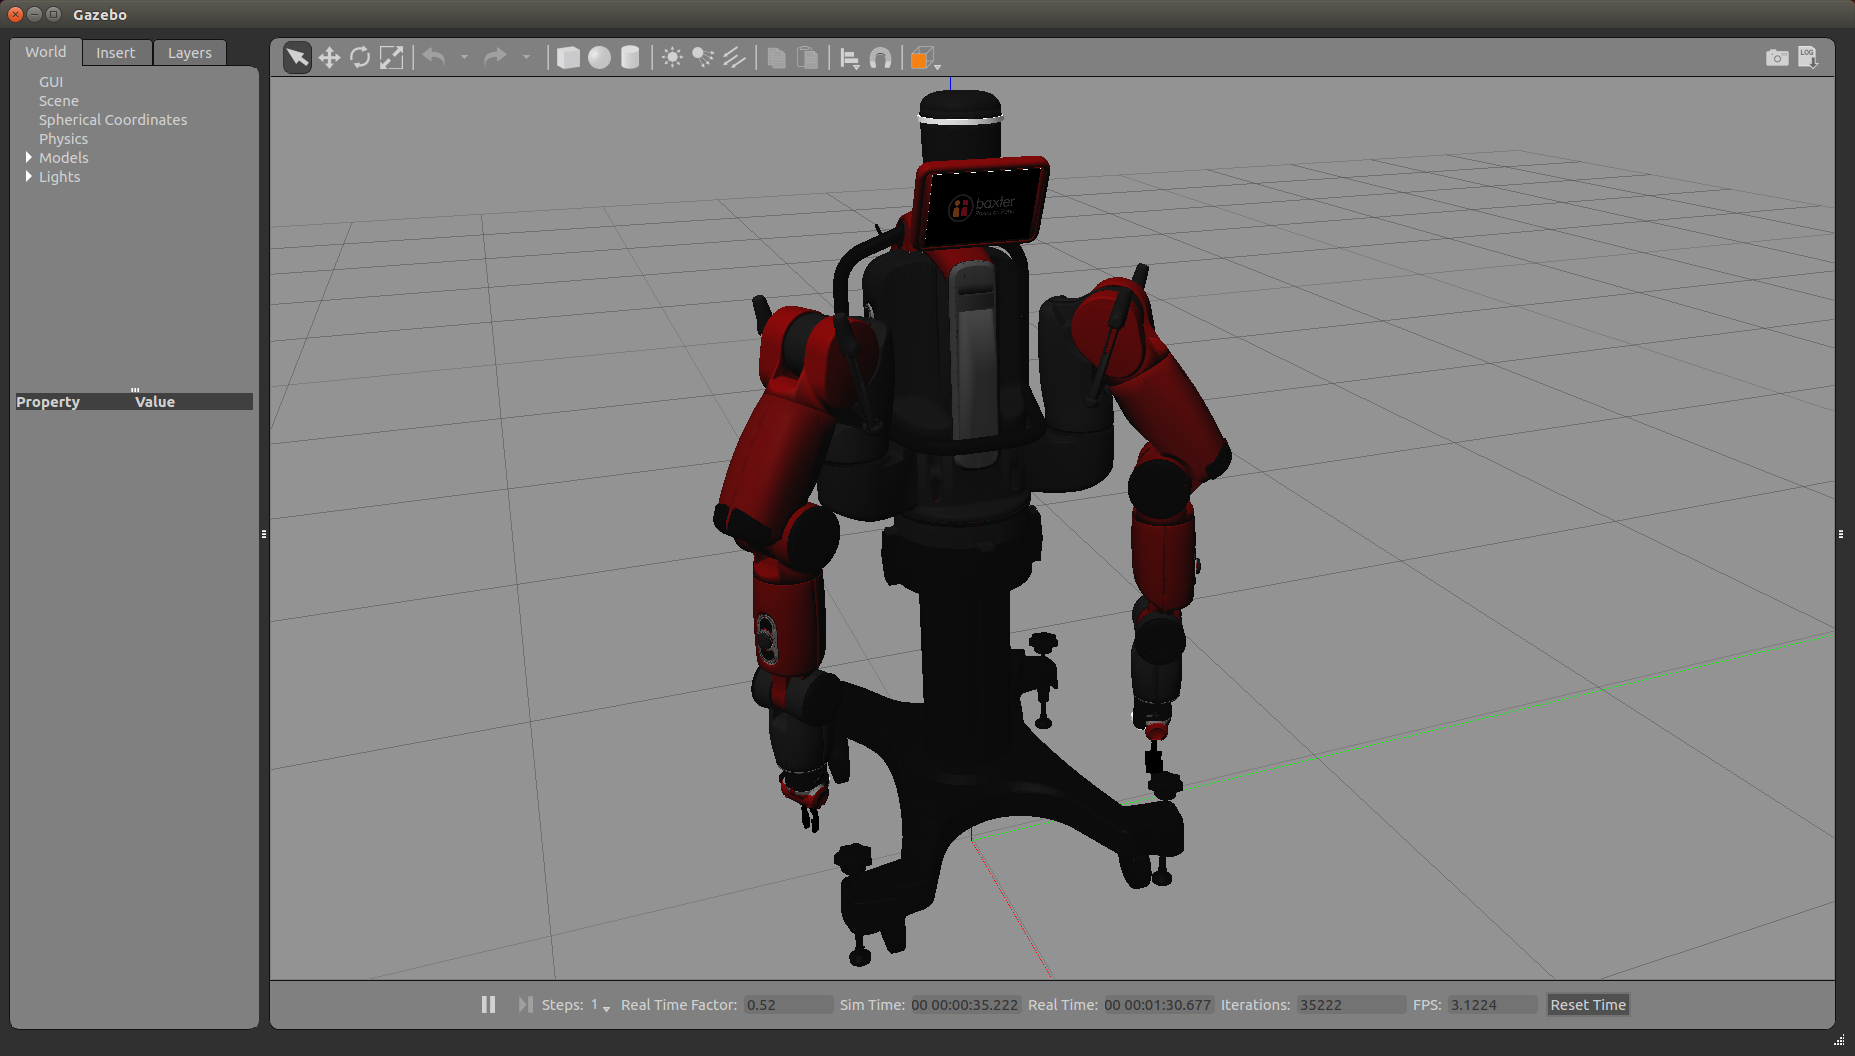 Gazebo
World Insert Layers
GUI
Scene
Spherical Coordinates
Physics
Models
Lights
Property Value
LOG
baxter
Steps: 1 Real Time Factor: 0.52 Sim Time: 00 00:00:35.222 Real Time: 00 00:01:30.677 Iterations: 35222 FPS: 3.1224 Reset Time